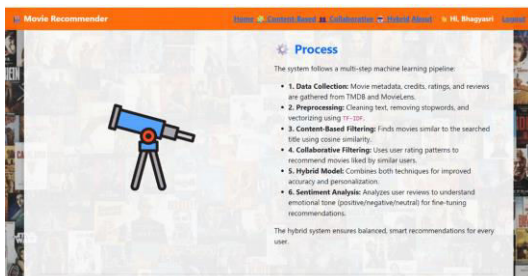 Movie Recommender
Home Content-Based Collaborative Hybrid About Hi, Bhagyasri Logout
Process
The system follows a multi-step machine learning pipeline:
• 1. Data Collection: Movie metadata, credits, ratings, and reviews
are gathered from TMDB and MovieLens.
• 2. Preprocessing: Cleaning text, removing stopwords, and
vectorizing using TF-IDF.
• 3. Content-Based Filtering: Finds movies similar to the searched
title using cosine similarity.
• 4. Collaborative Filtering: Uses user rating patterns to
recommend movies liked by similar users.
• 5. Hybrid Model: Combines both techniques for improved
accuracy and personalization.
• 6. Sentiment Analysis: Analyzes user reviews to understand
emotional tone (positive/negative/neutral) for fine-tuning
recommendations.
The hybrid system ensures balanced, smart recommendations for every
user.